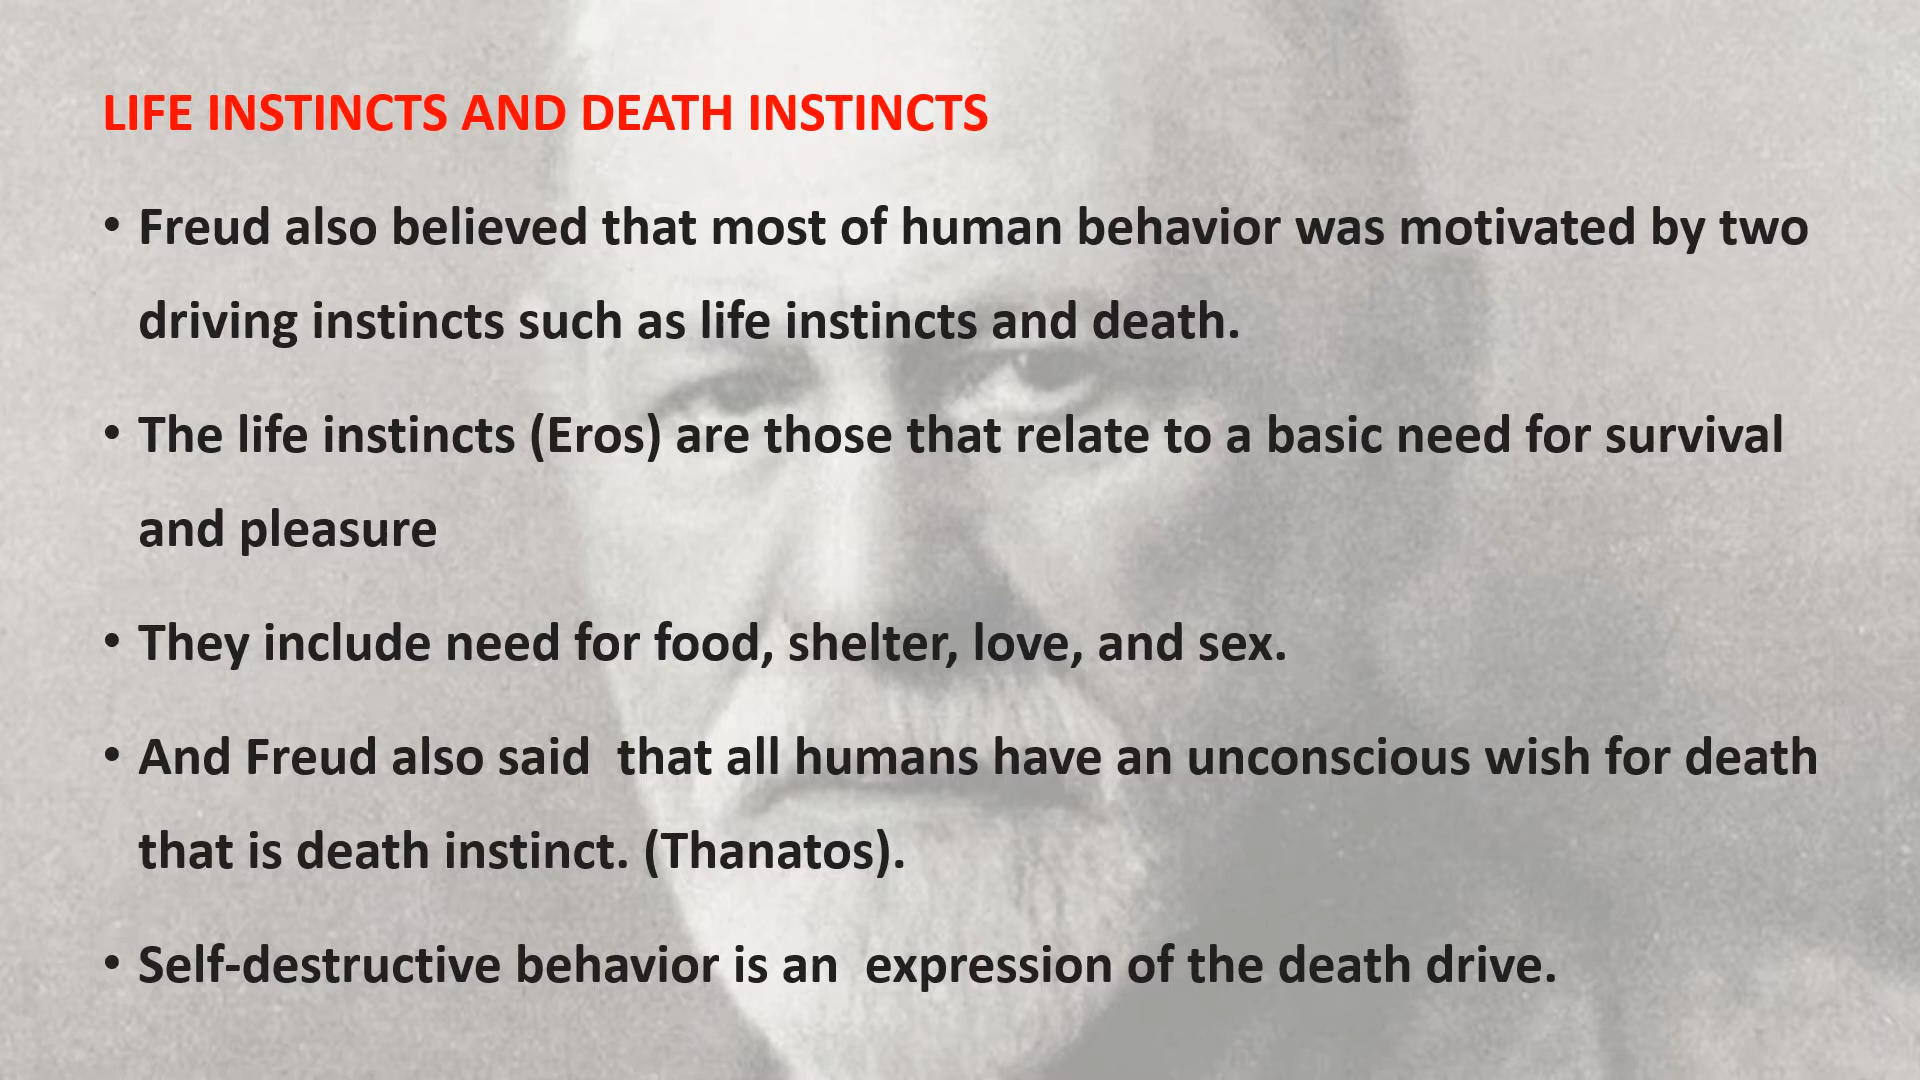 LIFE INSTINCTS AND DEATH INSTINCTS
• Freud also believed that most of human behavior was motivated by two
driving instincts such as life instincts and death.
• The life instincts (Eros) are those that relate to a basic need for survival
and pleasure
• They include need for food, shelter, love, and sex.
• And Freud also said  that all humans have an unconscious wish for death
that is death instinct. (Thanatos).
• Self-destructive behavior is an  expression of the death drive.